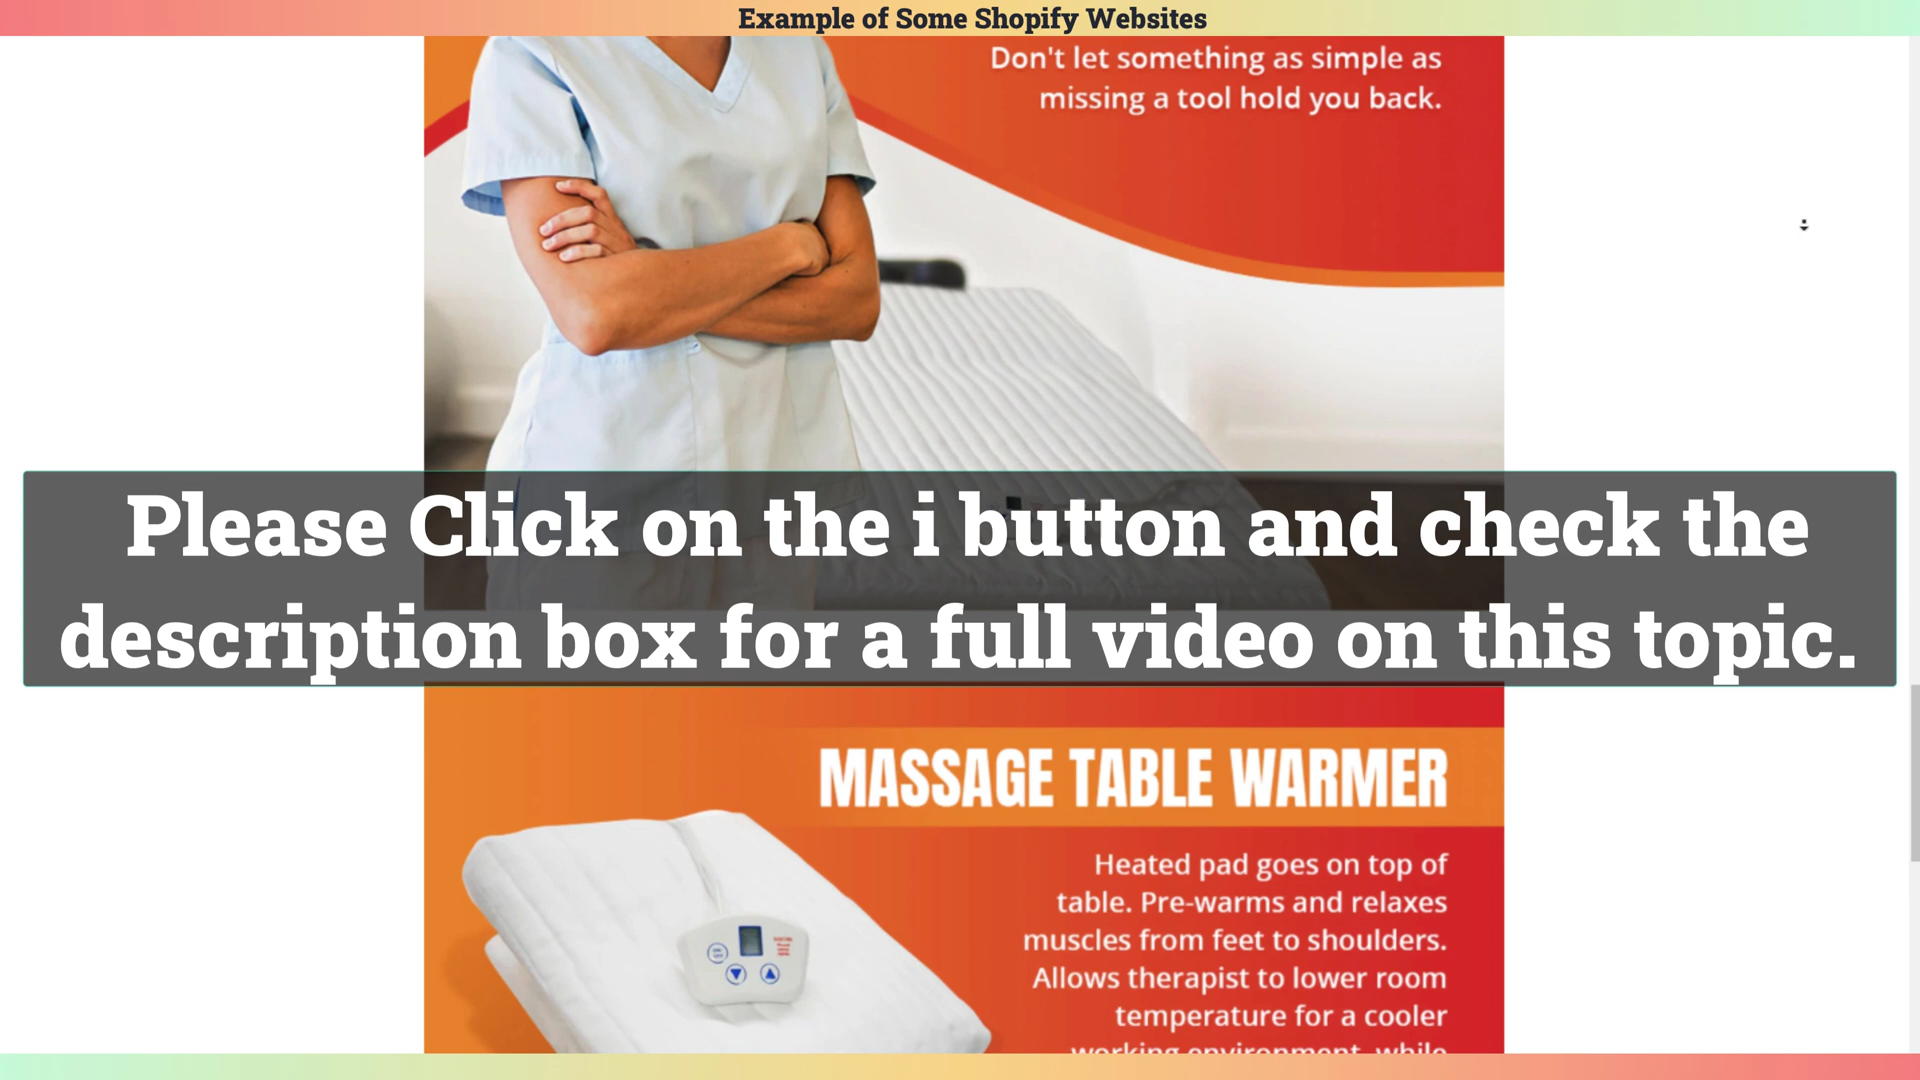 Example of Some Shopify Websites
Don't let something as simple as
missing a tool hold you back.
Please Click on the i button and check the
description box for a full video on this topic.
MASSAGE TABLE WARMER
Heated pad goes on top of
table. Pre-warms and relaxes
muscles from feet to shoulders.
Allows therapist to lower room
temperature for a cooler
working environment, while